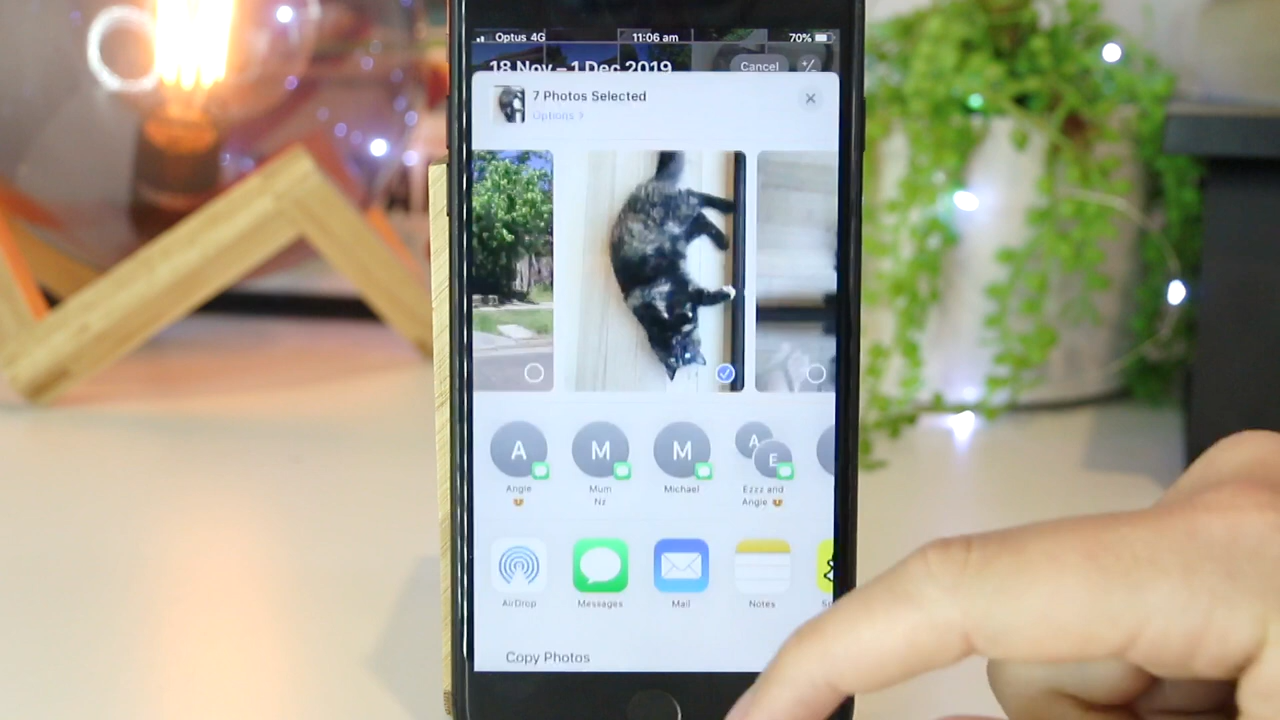 Optus 4G 11:06 am 70%
18 Nov – 1 Dec 2019 Cancel
7 Photos Selected
Options >
A M M A E
Angie Mum Nz Michael Ezzz and Angie
AirDrop Messages Mail Notes
Copy Photos